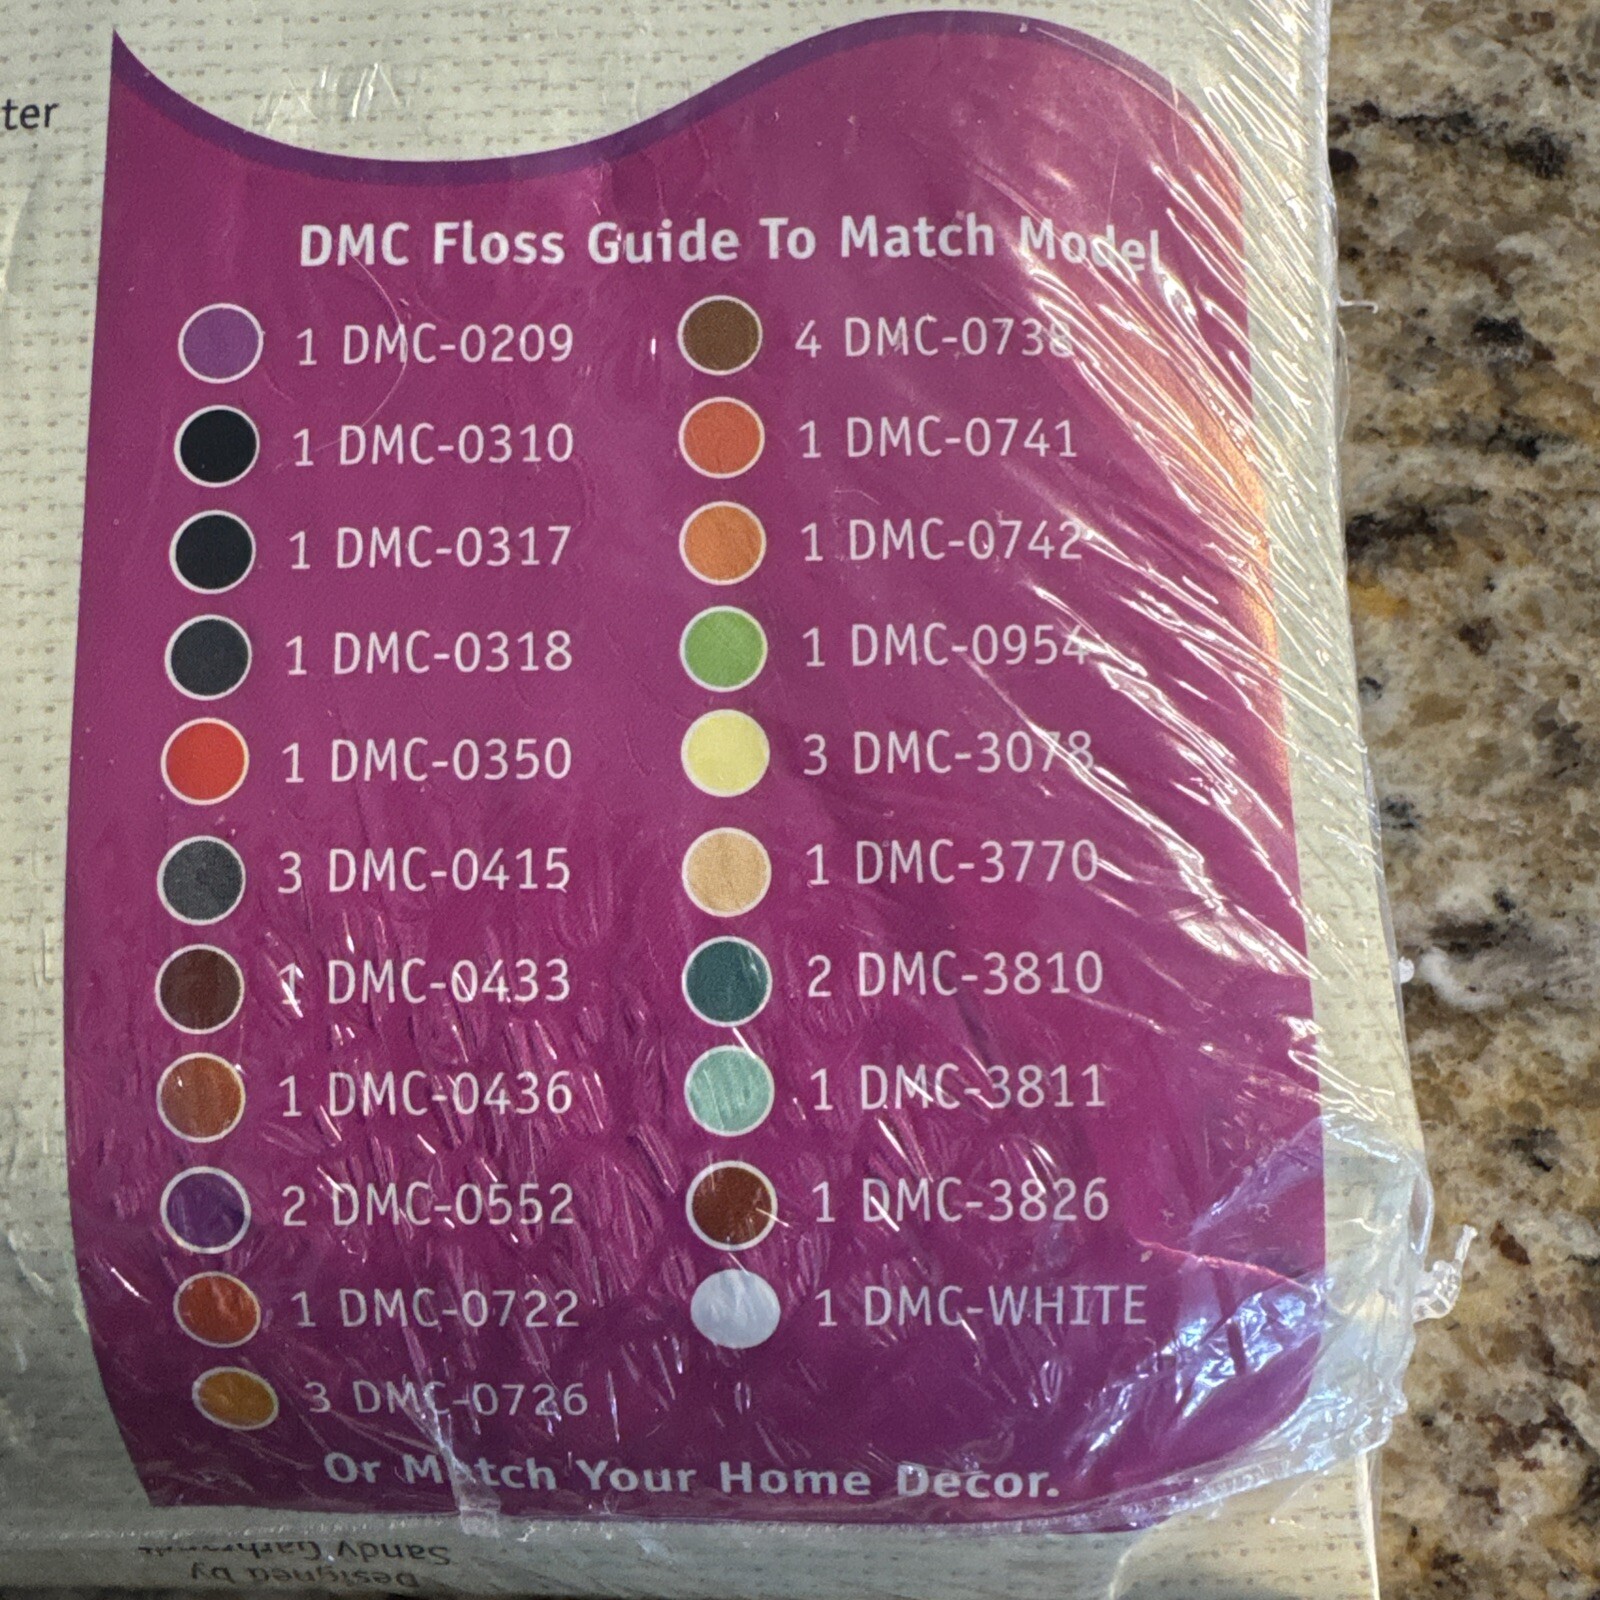 ter
DMC Floss Guide To Match Model
1 DMC-0209
1 DMC-0310
1 DMC-0317
1 DMC-0318
1 DMC-0350
3 DMC-0415
1 DMC-0433
1 DMC-0436
2 DMC-0552
1 DMC-0722
3 DMC-0726
4 DMC-0738
1 DMC-0741
1 DMC-0742
1 DMC-0954
3 DMC-3078
1 DMC-3770
2 DMC-3810
1 DMC-3811
1 DMC-3826
1 DMC-WHITE
Or Match Your Home Decor.
Designed by
Sandy